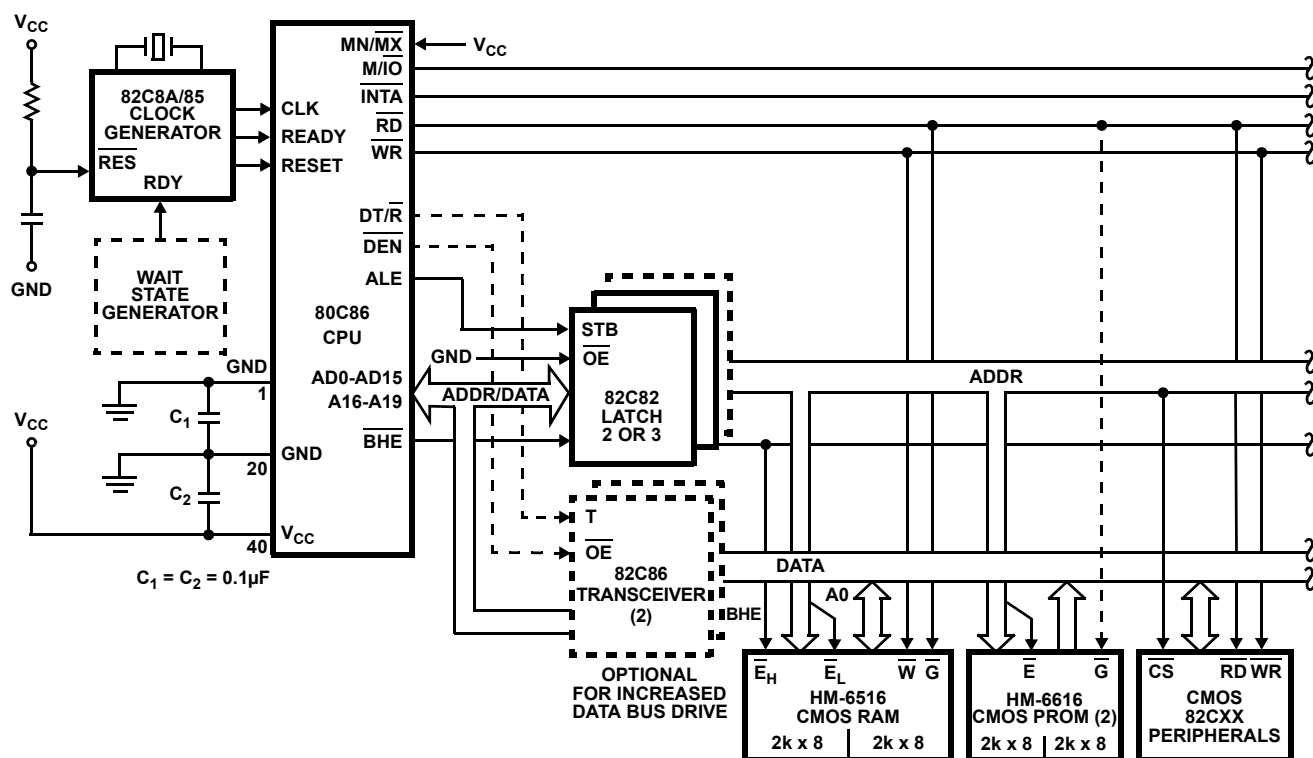 VCC
82C8A/85
CLOCK
GENERATOR
RES
RDY
WAIT
STATE
GENERATOR
GND
CLK
READY
RESET
80C86
CPU
MN/MX
VCC
M/IO
INTA
RD
WR
DT/R
DEN
ALE
AD0-AD15
A16-A19
BHE
ADDR/DATA
GND
1
C1
VCC
GND
20
C2
VCC
40
C1 = C2 = 0.1µF
STB
GND
OE
82C82
LATCH
2 OR 3
T
OE
82C86
TRANSCEIVER
(2)
OPTIONAL
FOR INCREASED
DATA BUS DRIVE
ADDR
DATA
A0
BHE
EH
EL
W
G
HM-6516
CMOS RAM
2k x 8
2k x 8
E
G
HM-6616
CMOS PROM (2)
2k x 8
2k x 8
CS
RD
WR
CMOS
82CXX
PERIPHERALS